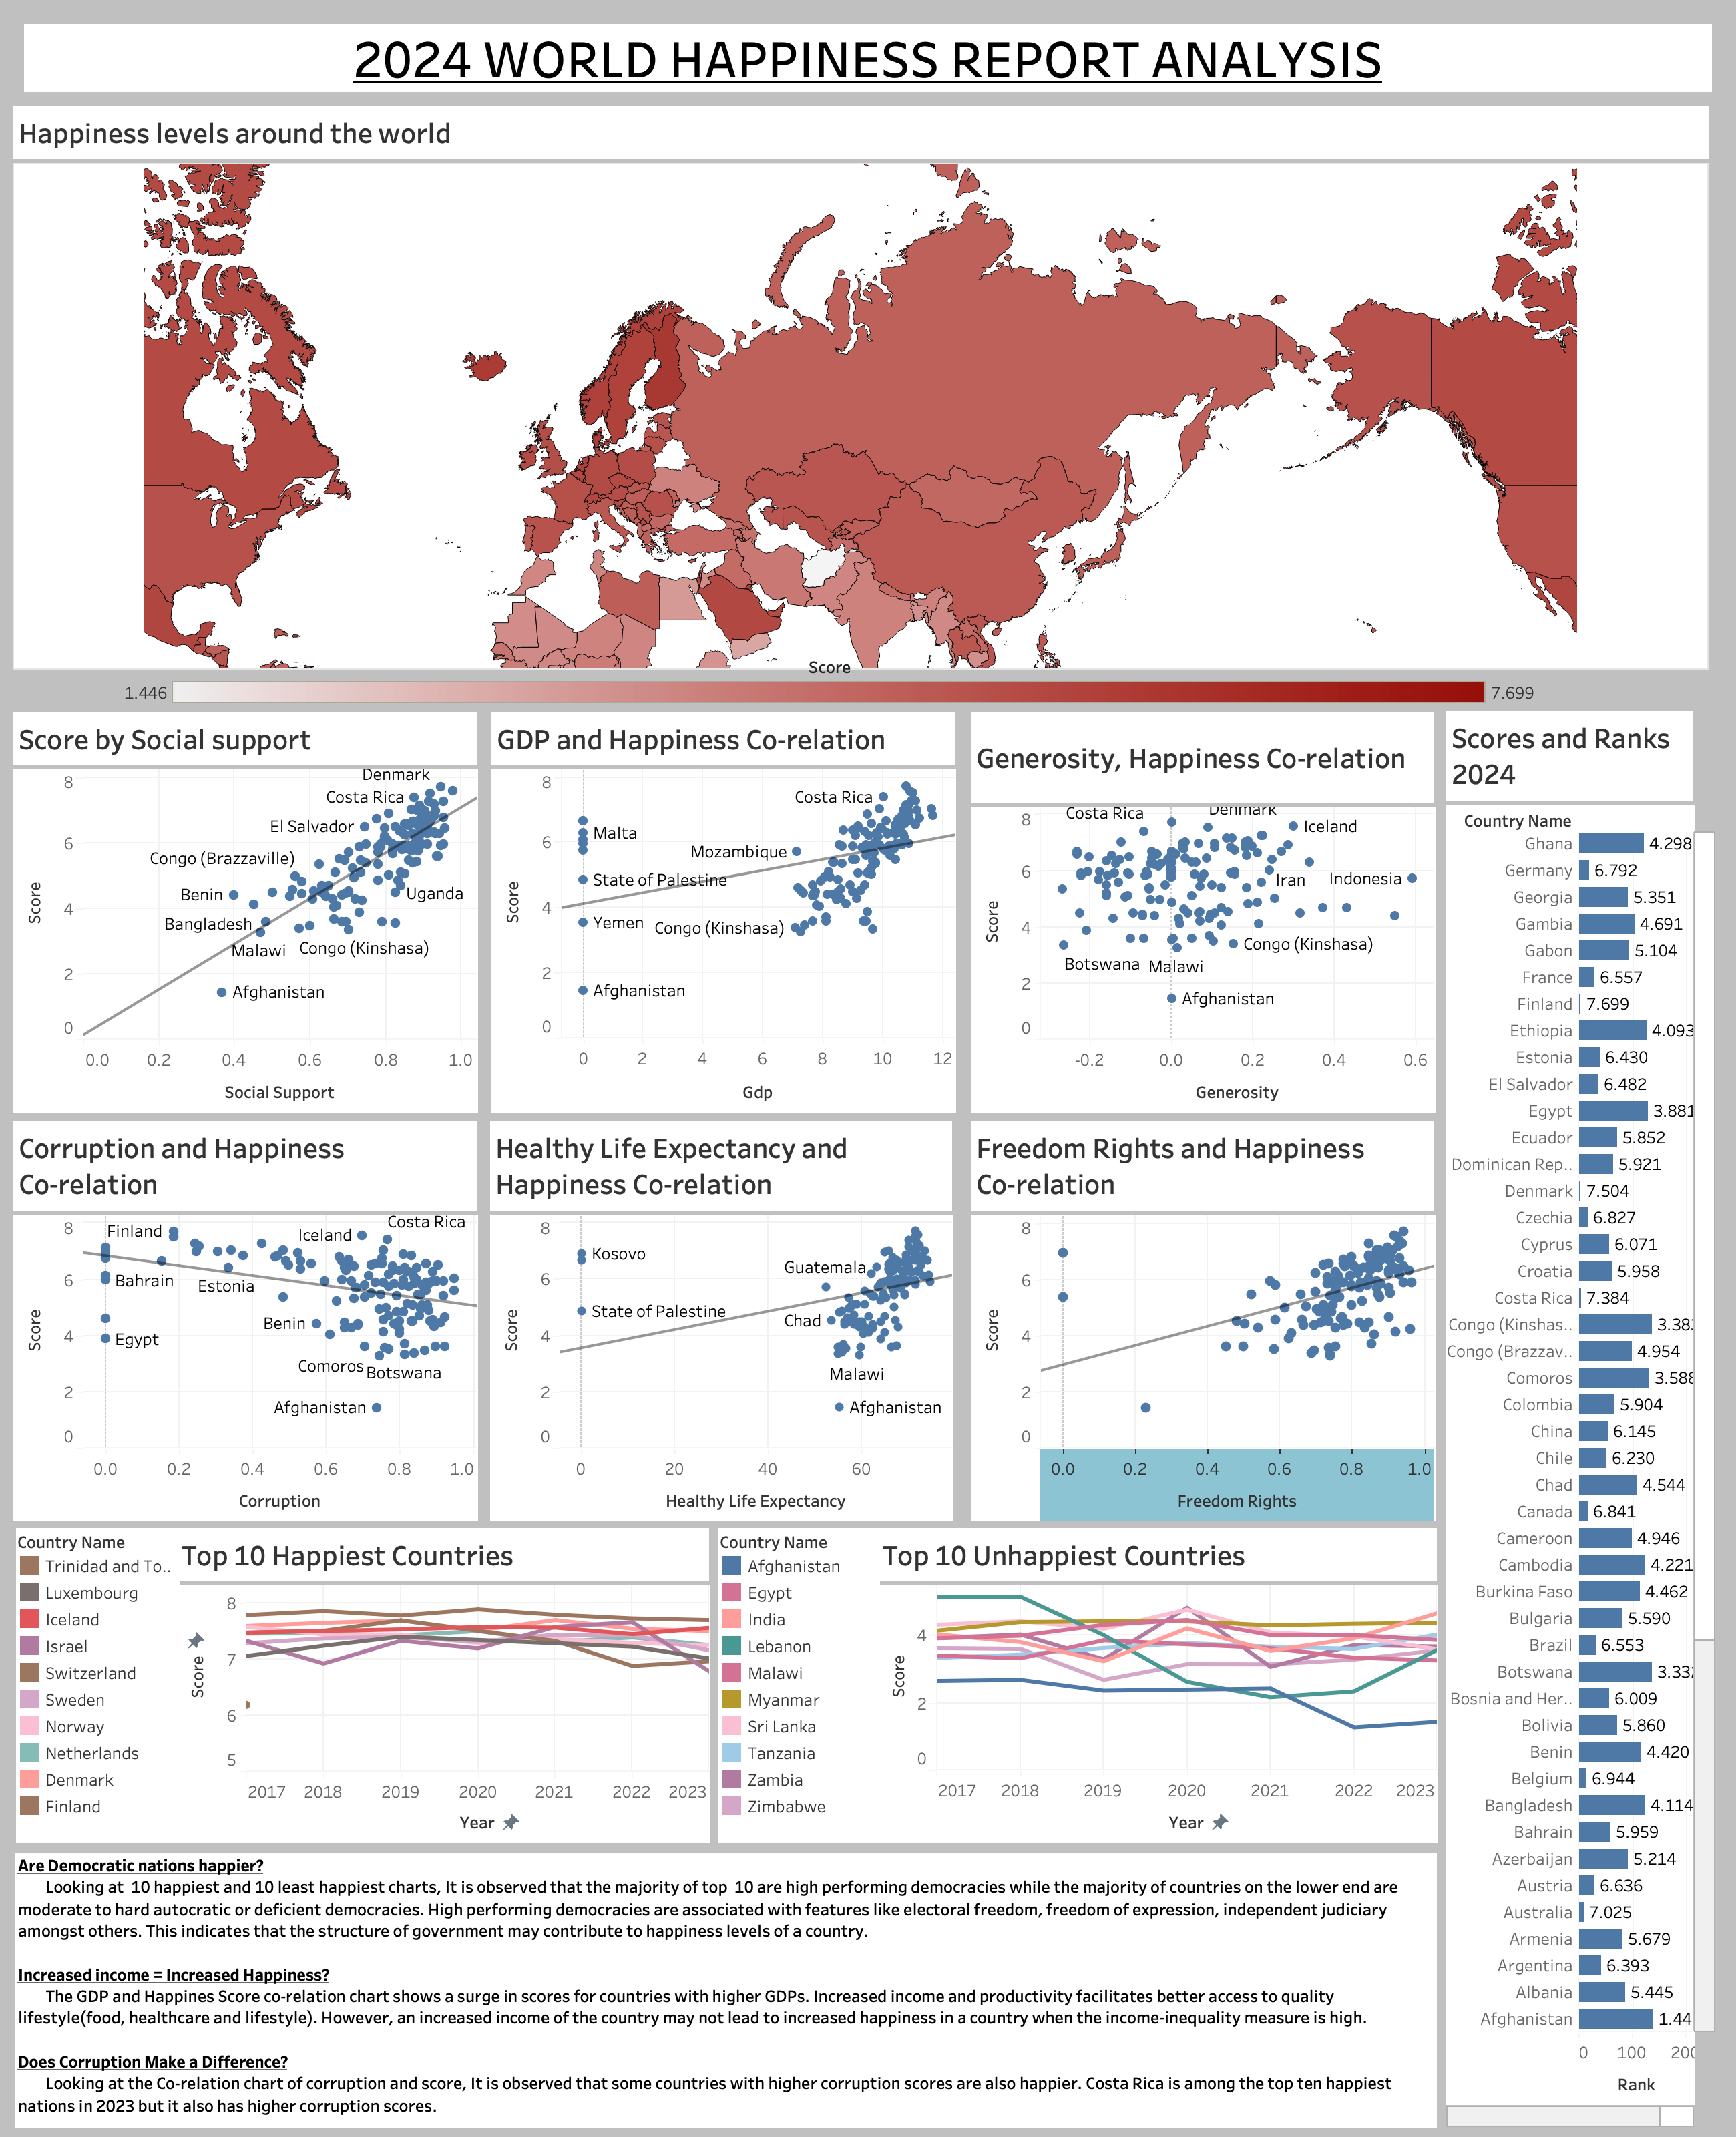 2024 WORLD HAPPINESS REPORT ANALYSIS
Happiness levels around the world
Score
1.446
7.699
Score by Social support
Denmark
Costa Rica
El Salvador
Congo (Brazzaville)
Benin
Uganda
Bangladesh
Malawi
Congo (Kinshasa)
Afghanistan
8
6
4
2
0
Score
0.0 0.2 0.4 0.6 0.8 1.0
Social Support
GDP and Happiness Co-relation
Costa Rica
Malta
Mozambique
State of Palestine
Yemen
Congo (Kinshasa)
Afghanistan
8
6
4
2
0
Score
0 2 4 6 8 10 12
Gdp
Generosity, Happiness Co-relation
Costa Rica
Denmark
Iceland
Iran
Indonesia
Congo (Kinshasa)
Botswana
Malawi
Afghanistan
8
6
4
2
0
Score
-0.2 0.0 0.2 0.4 0.6
Generosity
Corruption and Happiness
Co-relation
Finland
Iceland
Costa Rica
Bahrain
Estonia
Benin
Egypt
Comoros
Botswana
Afghanistan
8
6
4
2
0
Score
0.0 0.2 0.4 0.6 0.8 1.0
Corruption
Healthy Life Expectancy and
Happiness Co-relation
Kosovo
Guatemala
State of Palestine
Chad
Malawi
Afghanistan
8
6
4
2
0
Score
0 20 40 60
Healthy Life Expectancy
Freedom Rights and Happiness
Co-relation
8
6
4
2
0
Score
0.0 0.2 0.4 0.6 0.8 1.0
Freedom Rights
Country Name
Trinidad and To..
Luxembourg
Iceland
Israel
Switzerland
Sweden
Norway
Netherlands
Denmark
Finland
Top 10 Happiest Countries
8
7
6
5
Score
2017 2018 2019 2020 2021 2022 2023
Year
Country Name
Afghanistan
Egypt
India
Lebanon
Malawi
Myanmar
Sri Lanka
Tanzania
Zambia
Zimbabwe
Top 10 Unhappiest Countries
4
2
0
Score
2017 2018 2019 2020 2021 2022 2023
Year
Are Democratic nations happier?
Looking at 10 happiest and 10 least happiest charts, It is observed that the majority of top 10 are high performing democracies while the majority of countries on the lower end are
moderate to hard autocratic or deficient democracies. High performing democracies are associated with features like electoral freedom, freedom of expression, independent judiciary
amongst others. This indicates that the structure of government may contribute to happiness levels of a country.
Increased income = Increased Happiness?
The GDP and Happines Score co-relation chart shows a surge in scores for countries with higher GDPs. Increased income and productivity facilitates better access to quality
lifestyle(food, healthcare and lifestyle). However, an increased income of the country may not lead to increased happiness in a country when the income-inequality measure is high.
Does Corruption Make a Difference?
Looking at the Co-relation chart of corruption and score, It is observed that some countries with higher corruption scores are also happier. Costa Rica is among the top ten happiest
nations in 2023 but it also has higher corruption scores.
Scores and Ranks
2024
Country Name
Ghana 4.298
Germany 6.792
Georgia 5.351
Gambia 4.691
Gabon 5.104
France 6.557
Finland 7.699
Ethiopia 4.093
Estonia 6.430
El Salvador 6.482
Egypt 3.881
Ecuador 5.852
Dominican Rep.. 5.921
Denmark 7.504
Czechia 6.827
Cyprus 6.071
Croatia 5.958
Costa Rica 7.384
Congo (Kinshas.. 3.383
Congo (Brazzav.. 4.954
Comoros 3.588
Colombia 5.904
China 6.145
Chile 6.230
Chad 4.544
Canada 6.841
Cameroon 4.946
Cambodia 4.221
Burkina Faso 4.462
Bulgaria 5.590
Brazil 6.553
Botswana 3.332
Bosnia and Her.. 6.009
Bolivia 5.860
Benin 4.420
Belgium 6.944
Bangladesh 4.114
Bahrain 5.959
Azerbaijan 5.214
Austria 6.636
Australia 7.025
Armenia 5.679
Argentina 6.393
Albania 5.445
Afghanistan 1.44
0 100 200
Rank